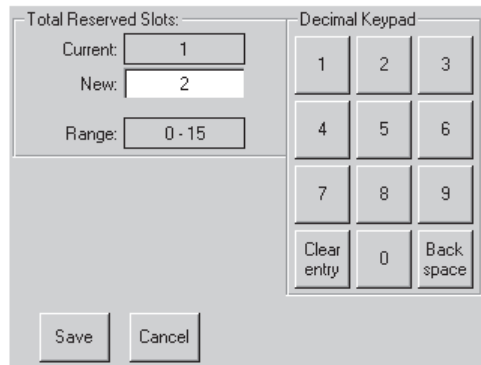 Total Reserved Slots:
Current: 1
New: 2
Range: 0 - 15
Decimal Keypad
1 2 3
4 5 6
7 8 9
Clear entry 0 Back space
Save Cancel